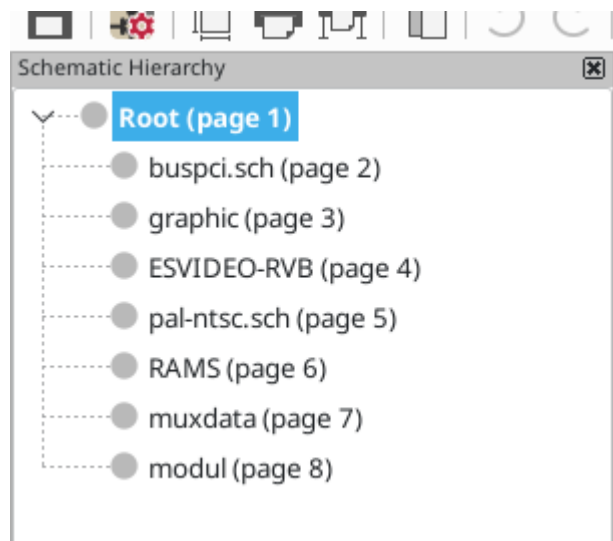 Schematic Hierarchy
Root (page 1)
buspci.sch (page 2)
graphic (page 3)
ESVIDEO-RVB (page 4)
pal-ntsc.sch (page 5)
RAMS (page 6)
muxdata (page 7)
modul (page 8)